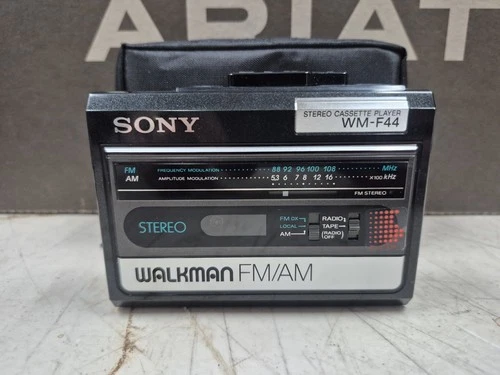 ARIAT
SONY
STEREO CASSETTE PLAYER
WM-F44
FM FREQUENCY MODULATION 88 92 96 100 108 MHz
AM AMPLITUDE MODULATION 53 6 7 8 12 16 ×100 kHz
FM STEREO
STEREO
FM DX
LOCAL
AM
RADIO
TAPE
(RADIO OFF)
WALKMAN FM/AM